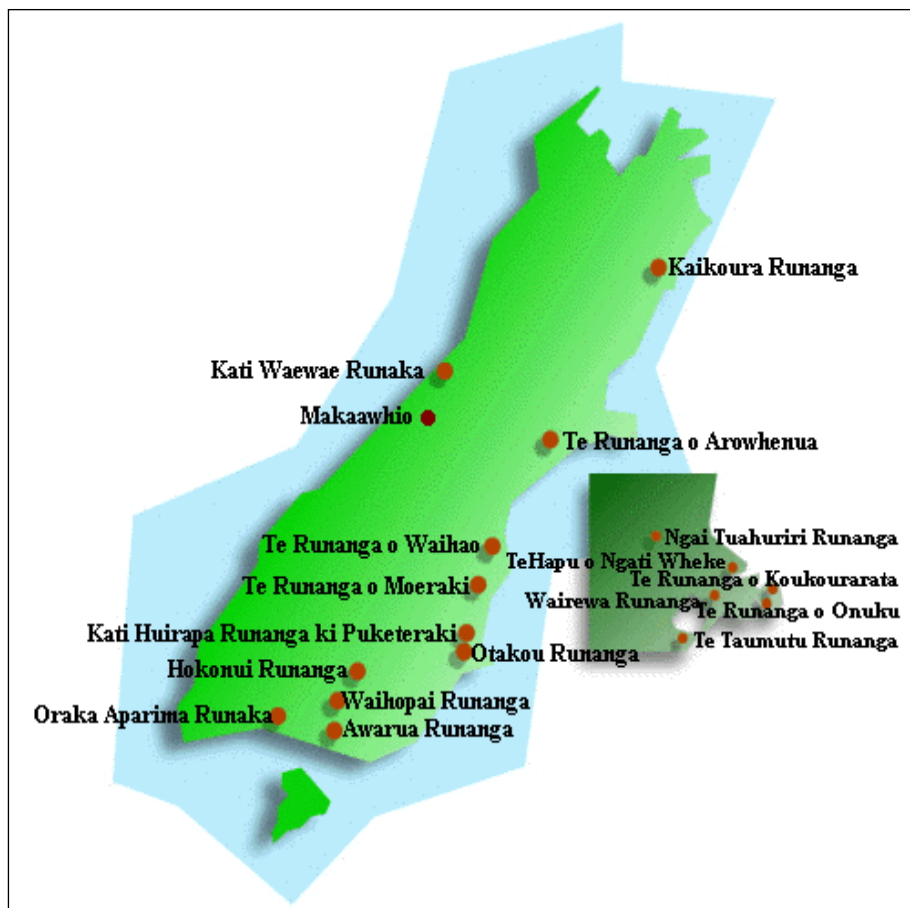 Kaikoura Runanga
Kati Waewae Runaka
Makaawhio
Te Runanga o Arowhenua
Te Runanga o Waihao
Te Runanga o Moeraki
Kati Huirapa Runanga ki Puketeraki
Otakou Runanga
Hokonui Runanga
Waihopai Runanga
Oraka Aparima Runaka
Awarua Runanga
Ngai Tuahuriri Runanga
TeHapu o Ngati Wheke
Te Runanga o Koukourarata
Wairewa Runanga
Te Runanga o Onuku
Te Taumutu Runanga